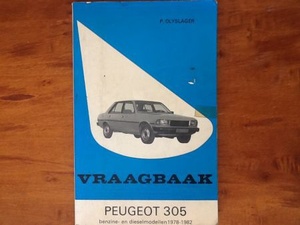 P. OLYSLAGER
VRAAGBAAK
PEUGEOT 305
benzine- en dieselmodellen 1978-1982